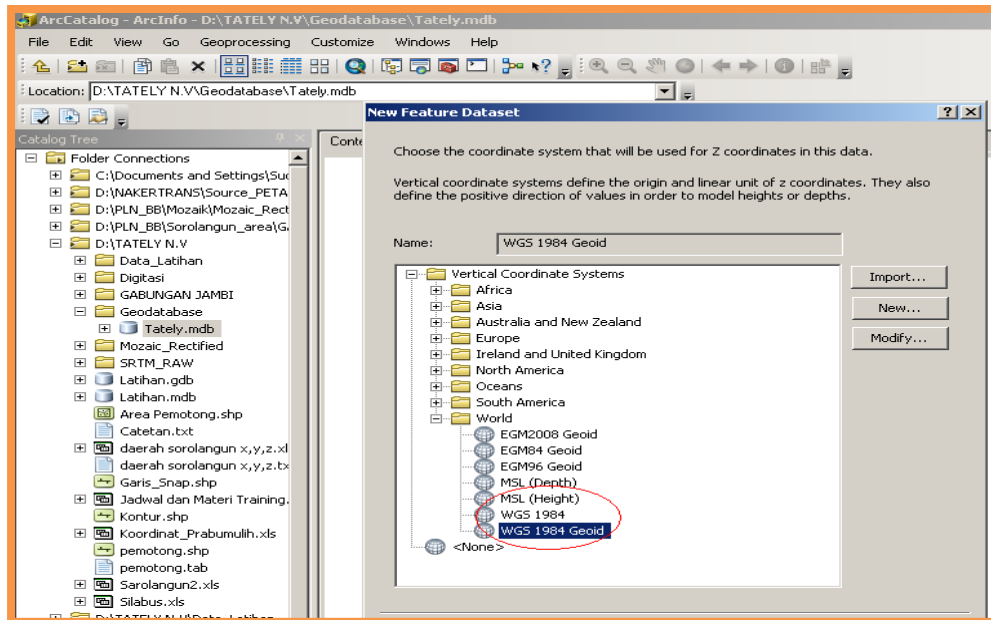 ArcCatalog - ArcInfo - D:\TATELY N.V\Geodatabase\Tately.mdb
File Edit View Go Geoprocessing Customize Windows Help
Location: D:\TATELY N.V\Geodatabase\Tately.mdb
Catalog Tree
Folder Connections
C:\Documents and Settings\
D:\NAKERTRANS\Source_PETA
D:\PLN_BB\Mozaik\Mozaic_Rect
D:\PLN_BB\Sorolangun_area\G
D:\TATELY N.V
Data_Latihan
Digitasi
GABUNGAN JAMBI
Geodatabase
Tately.mdb
Mozaic_Rectified
SRTM_RAW
Latihan.gdb
Latihan.mdb
Area Pemotong.shp
Catetan.txt
daerah sorolangun x,y,z.xl
daerah sorolangun x,y,z.tx
Garis_Snap.shp
Jadwal dan Materi Training.
Kontur.shp
Koordinat_Prabumulih.xls
pemotong.shp
pemotong.tab
Sarolangun2.xls
Silabus.xls
Conte
New Feature Dataset
Choose the coordinate system that will be used for Z coordinates in this data.
Vertical coordinate systems define the origin and linear unit of z coordinates. They also
define the positive direction of values in order to model heights or depths.
Name: WGS 1984 Geoid
Vertical Coordinate Systems
Africa
Asia
Australia and New Zealand
Europe
Ireland and United Kingdom
North America
Oceans
South America
World
EGM2008 Geoid
EGM84 Geoid
EGM96 Geoid
MSL (Depth)
MSL (Height)
WGS 1984
WGS 1984 Geoid
<None>
Import...
New...
Modify...